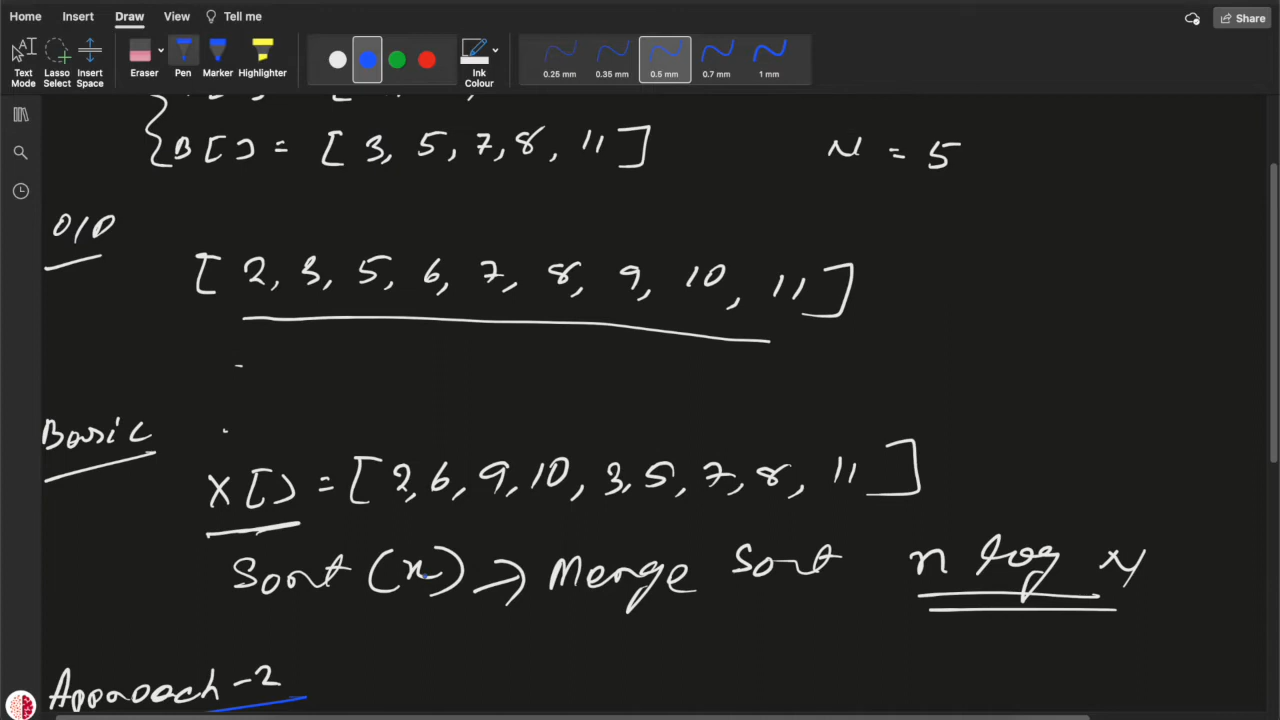 Home Insert Draw View Tell me Share
Text Mode Lasso Select Insert Space Eraser Pen Marker Highlighter Ink Colour 0.25 mm 0.35 mm 0.5 mm 0.7 mm 1 mm
B[] = [3, 5, 7, 8, 11] N = 5
O/P
[2, 3, 5, 6, 7, 8, 9, 10, 11]
Basic
X[] = [2, 6, 9, 10, 3, 5, 7, 8, 11]
Sort (x) → Merge Sort n log n
Approach - 2